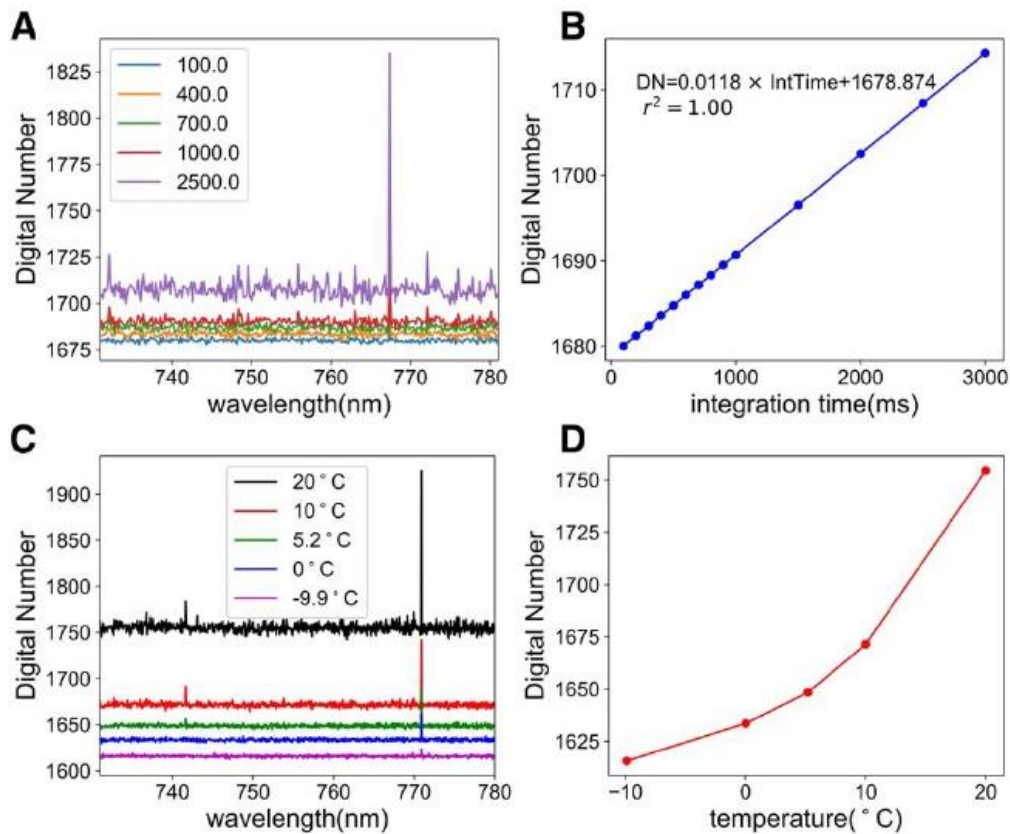 A
1825
1800
1775
1750
1725
1700
1675
Digital Number
100.0
400.0
700.0
1000.0
2500.0
740 750 760 770 780
wavelength(nm)
B
1710
1700
1690
1680
Digital Number
DN=0.0118 × IntTime+1678.874
r² = 1.00
0 1000 2000 3000
integration time(ms)
C
1900
1850
1800
1750
1700
1650
1600
Digital Number
20°C
10°C
5.2°C
0°C
-9.9°C
740 750 760 770 780
wavelength(nm)
D
1750
1725
1700
1675
1650
1625
Digital Number
−10 0 10 20
temperature(°C)